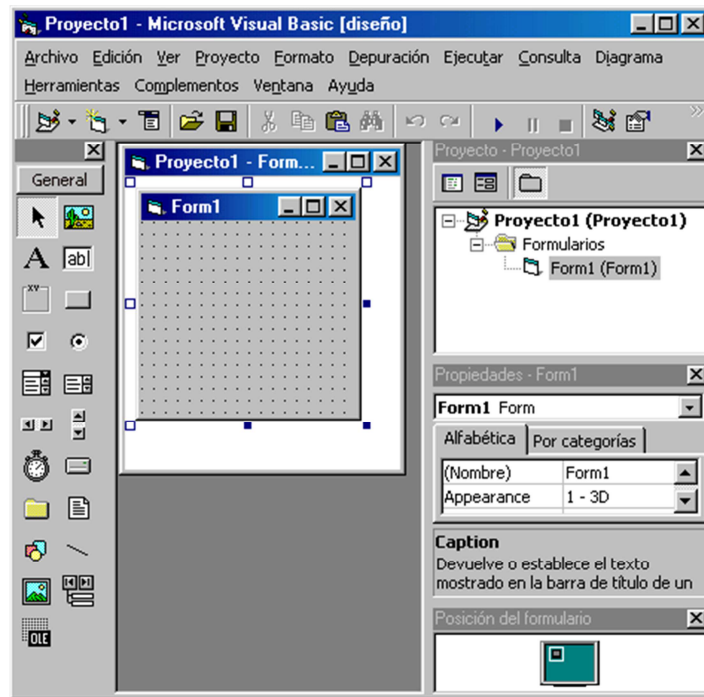 Proyecto1 - Microsoft Visual Basic [diseño]
Archivo Edición Ver Proyecto Formato Depuración Ejecutar Consulta Diagrama
Herramientas Complementos Ventana Ayuda
General
A
ab|
xv
OLE
Proyecto1 - Form...
Form1
Proyecto - Proyecto1
Proyecto1 (Proyecto1)
Formularios
Form1 (Form1)
Propiedades - Form1
Form1 Form
Alfabética Por categorías
(Nombre) Form1
Appearance 1 - 3D
Caption
Devuelve o establece el texto
mostrado en la barra de título de un
Posición del formulario